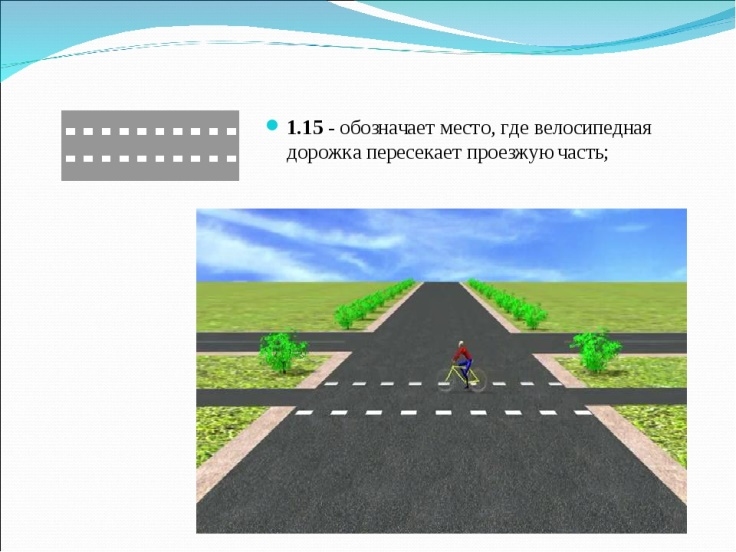 1.15 - обозначает место, где велосипедная
дорожка пересекает проезжую часть;